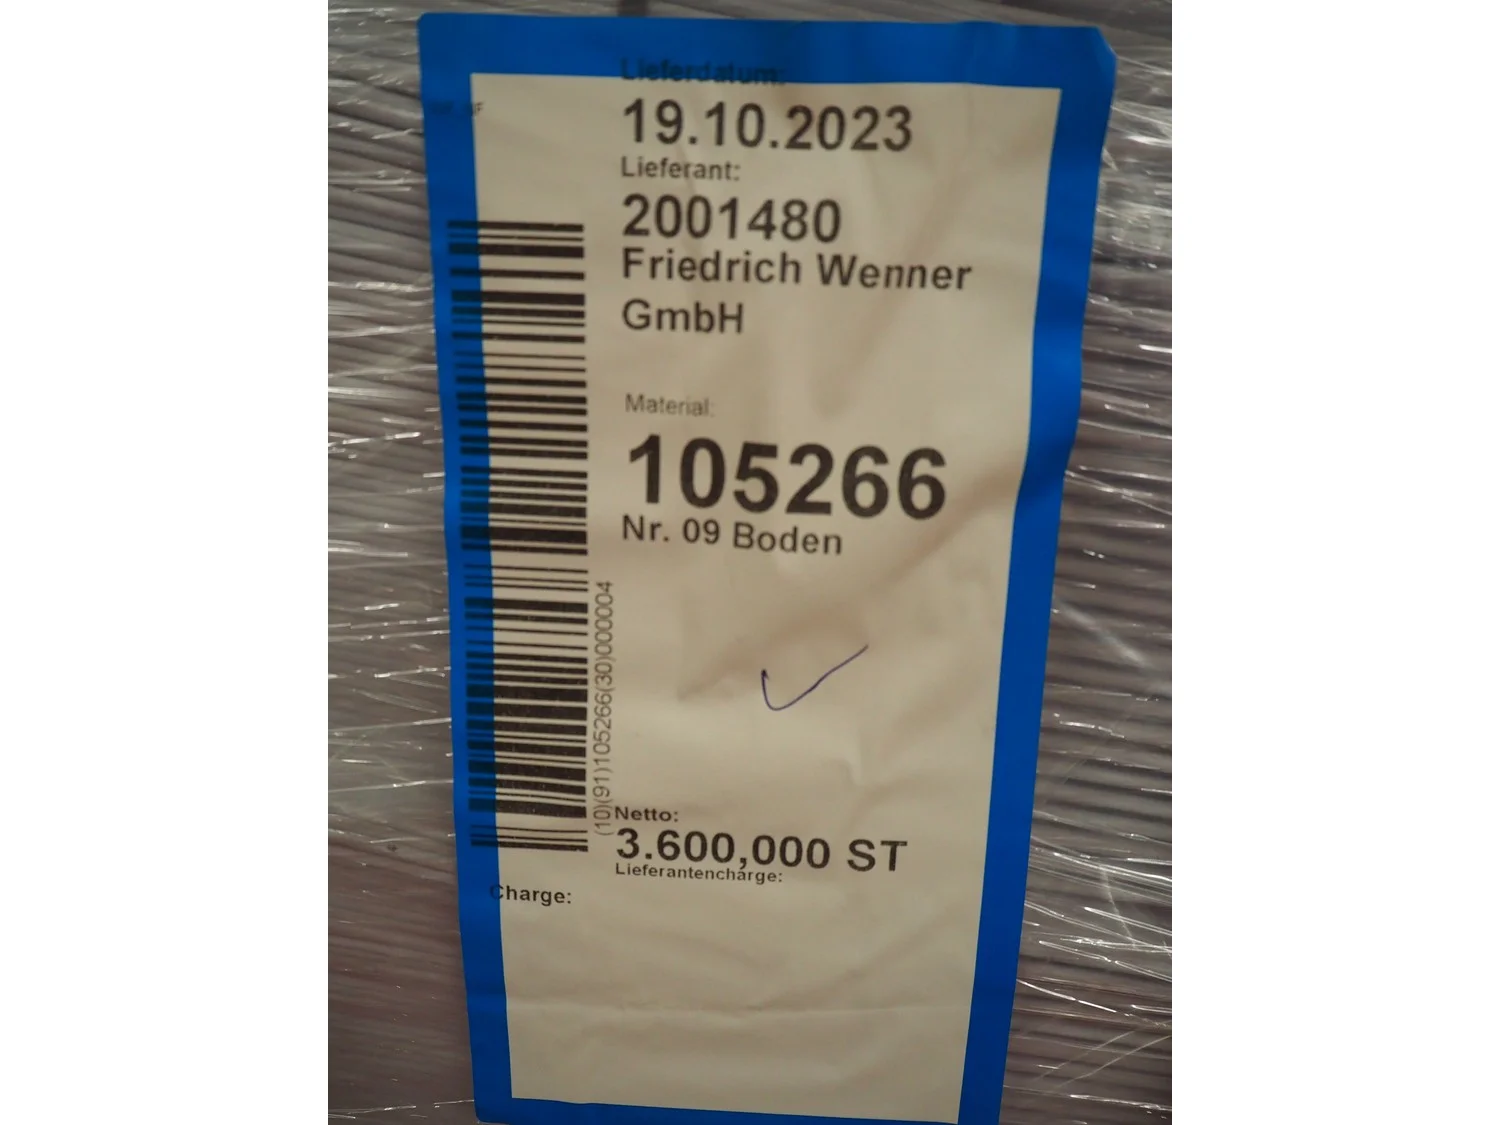 Lieferdatum:
19.10.2023
Lieferant:
2001480
Friedrich Wenner
GmbH
Material:
105266
Nr. 09 Boden
(10)(91)105266(30)000004
Netto:
3.600,000 ST
Lieferantencharge:
Charge: